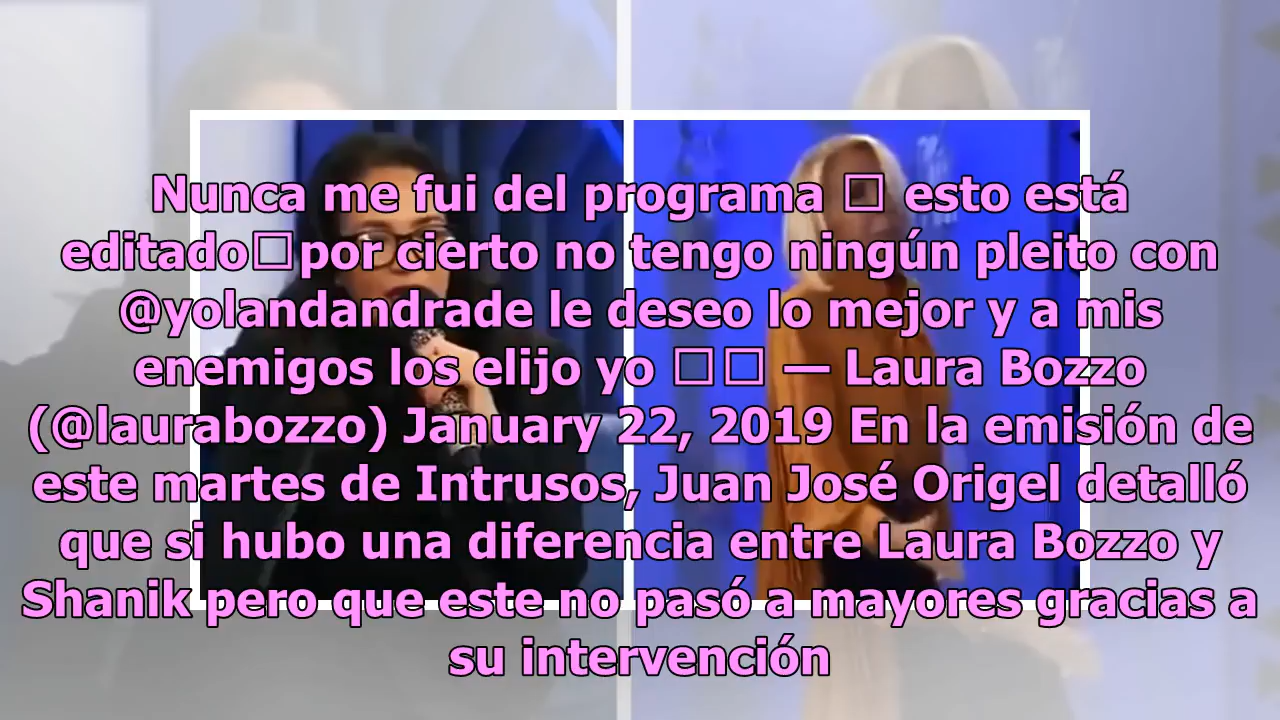 Nunca me fui del programa □ esto está
editado□por cierto no tengo ningún pleito con
@yolandandrade le deseo lo mejor y a mis
enemigos los elijo yo □□ — Laura Bozzo
(@laurabozzo) January 22, 2019 En la emisión de
este martes de Intrusos, Juan José Origel detalló
que si hubo una diferencia entre Laura Bozzo y
Shanik pero que este no pasó a mayores gracias a
su intervención